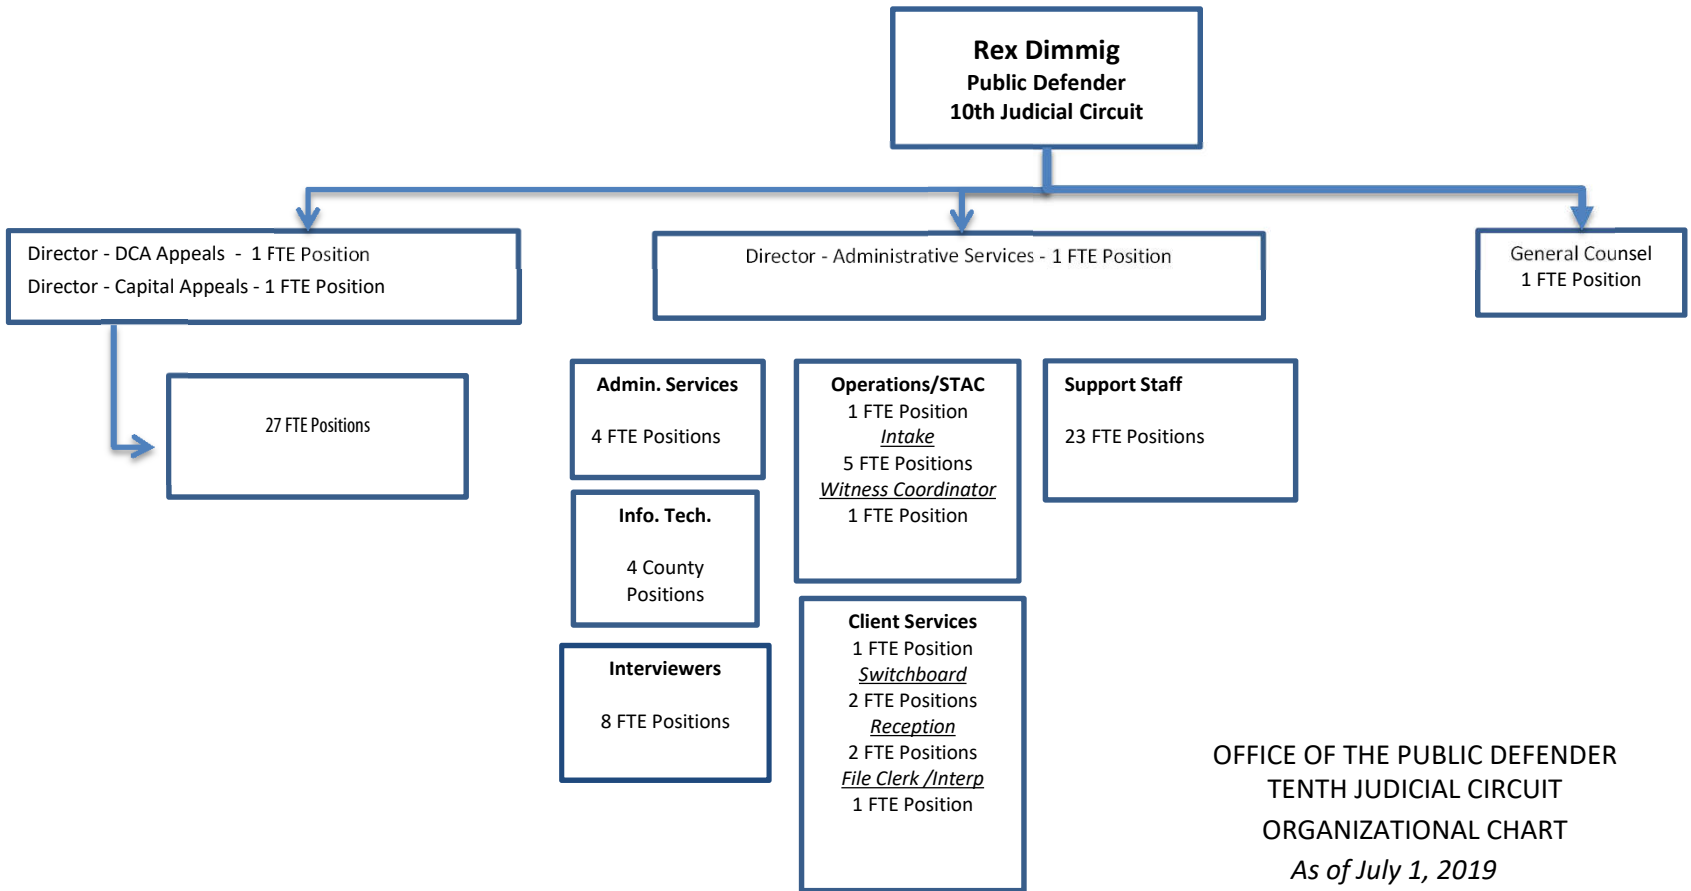 Rex Dimmig
Public Defender
10th Judicial Circuit
Director - DCA Appeals - 1 FTE Position
Director - Capital Appeals - 1 FTE Position
Director - Administrative Services - 1 FTE Position
General Counsel
1 FTE Position
27 FTE Positions
Admin. Services
4 FTE Positions
Info. Tech.
4 County
Positions
Interviewers
8 FTE Positions
Operations/STAC
1 FTE Position
Intake
5 FTE Positions
Witness Coordinator
1 FTE Position
Client Services
1 FTE Position
Switchboard
2 FTE Positions
Reception
2 FTE Positions
File Clerk /Interp
1 FTE Position
Support Staff
23 FTE Positions
OFFICE OF THE PUBLIC DEFENDER
TENTH JUDICIAL CIRCUIT
ORGANIZATIONAL CHART
As of July 1, 2019